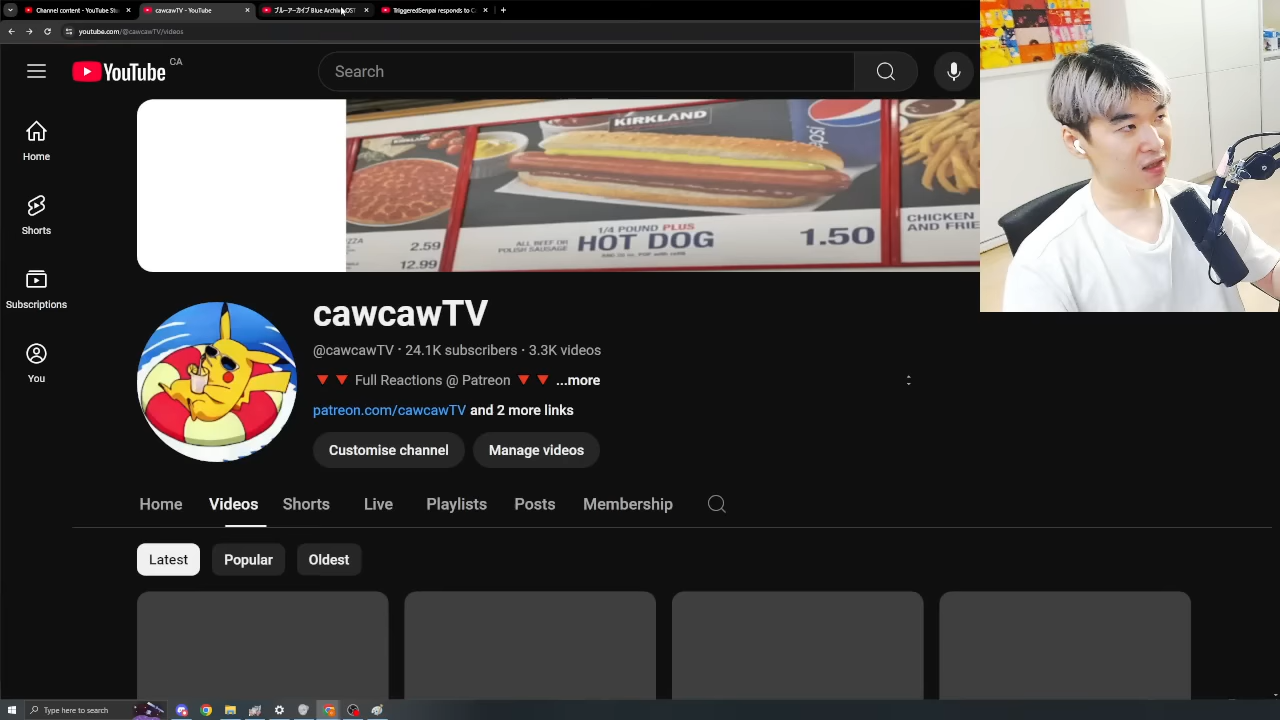 Channel content - YouTube Stu
cawcawTV - YouTube
ブルーアーカイブ Blue Archive OST
TriggeredSenpai responds to C
youtube.com/@cawcawTV/videos
YouTube
CA
Search
Home
Shorts
Subscriptions
You
KIRKLAND
pepsi
1/4 POUND PLUS
ALL BEEF OR
POLISH SAUSAGE
HOT DOG
1.50
ZZA
2.59
12.99
CHICKEN
AND FRIE
cawcawTV
@cawcawTV · 24.1K subscribers · 3.3K videos
🔻🔻 Full Reactions @ Patreon 🔻🔻 ...more
patreon.com/cawcawTV and 2 more links
Customise channel
Manage videos
Home
Videos
Shorts
Live
Playlists
Posts
Membership
Latest
Popular
Oldest
Type here to search